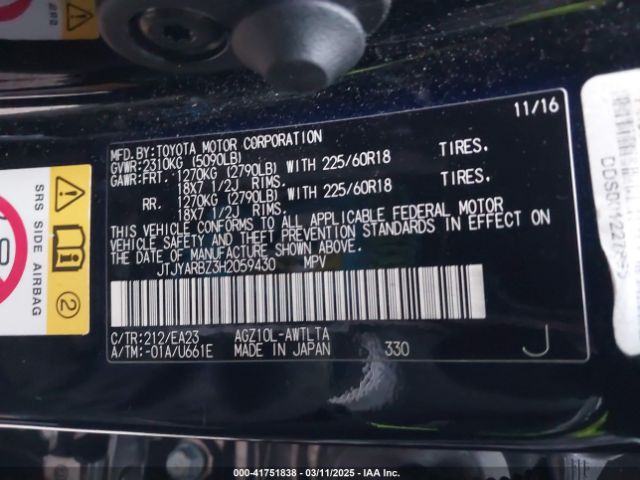 11/16
MFD.BY:TOYOTA MOTOR CORPORATION
GVWR:2310KG (5090LB)
GAWR:FRT. 1270KG (2790LB) WITH 225/60R18 TIRES.
18X7 1/2J RIMS.
RR. 1270KG (2790LB) WITH 225/60R18 TIRES.
18X7 1/2J RIMS.
THIS VEHICLE CONFORMS TO ALL APPLICABLE FEDERAL MOTOR
VEHICLE SAFETY AND THEFT PREVENTION STANDARDS IN EFFECT ON
THE DATE OF MANUFACTURE SHOWN ABOVE.
JTJYARBZ3H2059430 MPV
C/TR:212/EA23 AGZ10L-AWTLTA
A/TM:-01A/U661E MADE IN JAPAN 330 J
SRS SIDE AIRBAG
2
000-41751838 - 03/11/2025 - IAA Inc.